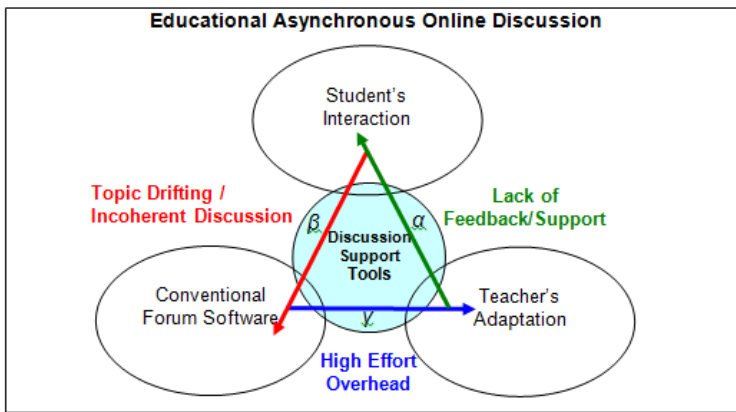 Educational Asynchronous Online Discussion
Student's
Interaction
Topic Drifting /
Incoherent Discussion
Lack of
Feedback/Support
β
α
Discussion
Support
Tools
Conventional
Forum Software
Teacher's
Adaptation
γ
High Effort
Overhead